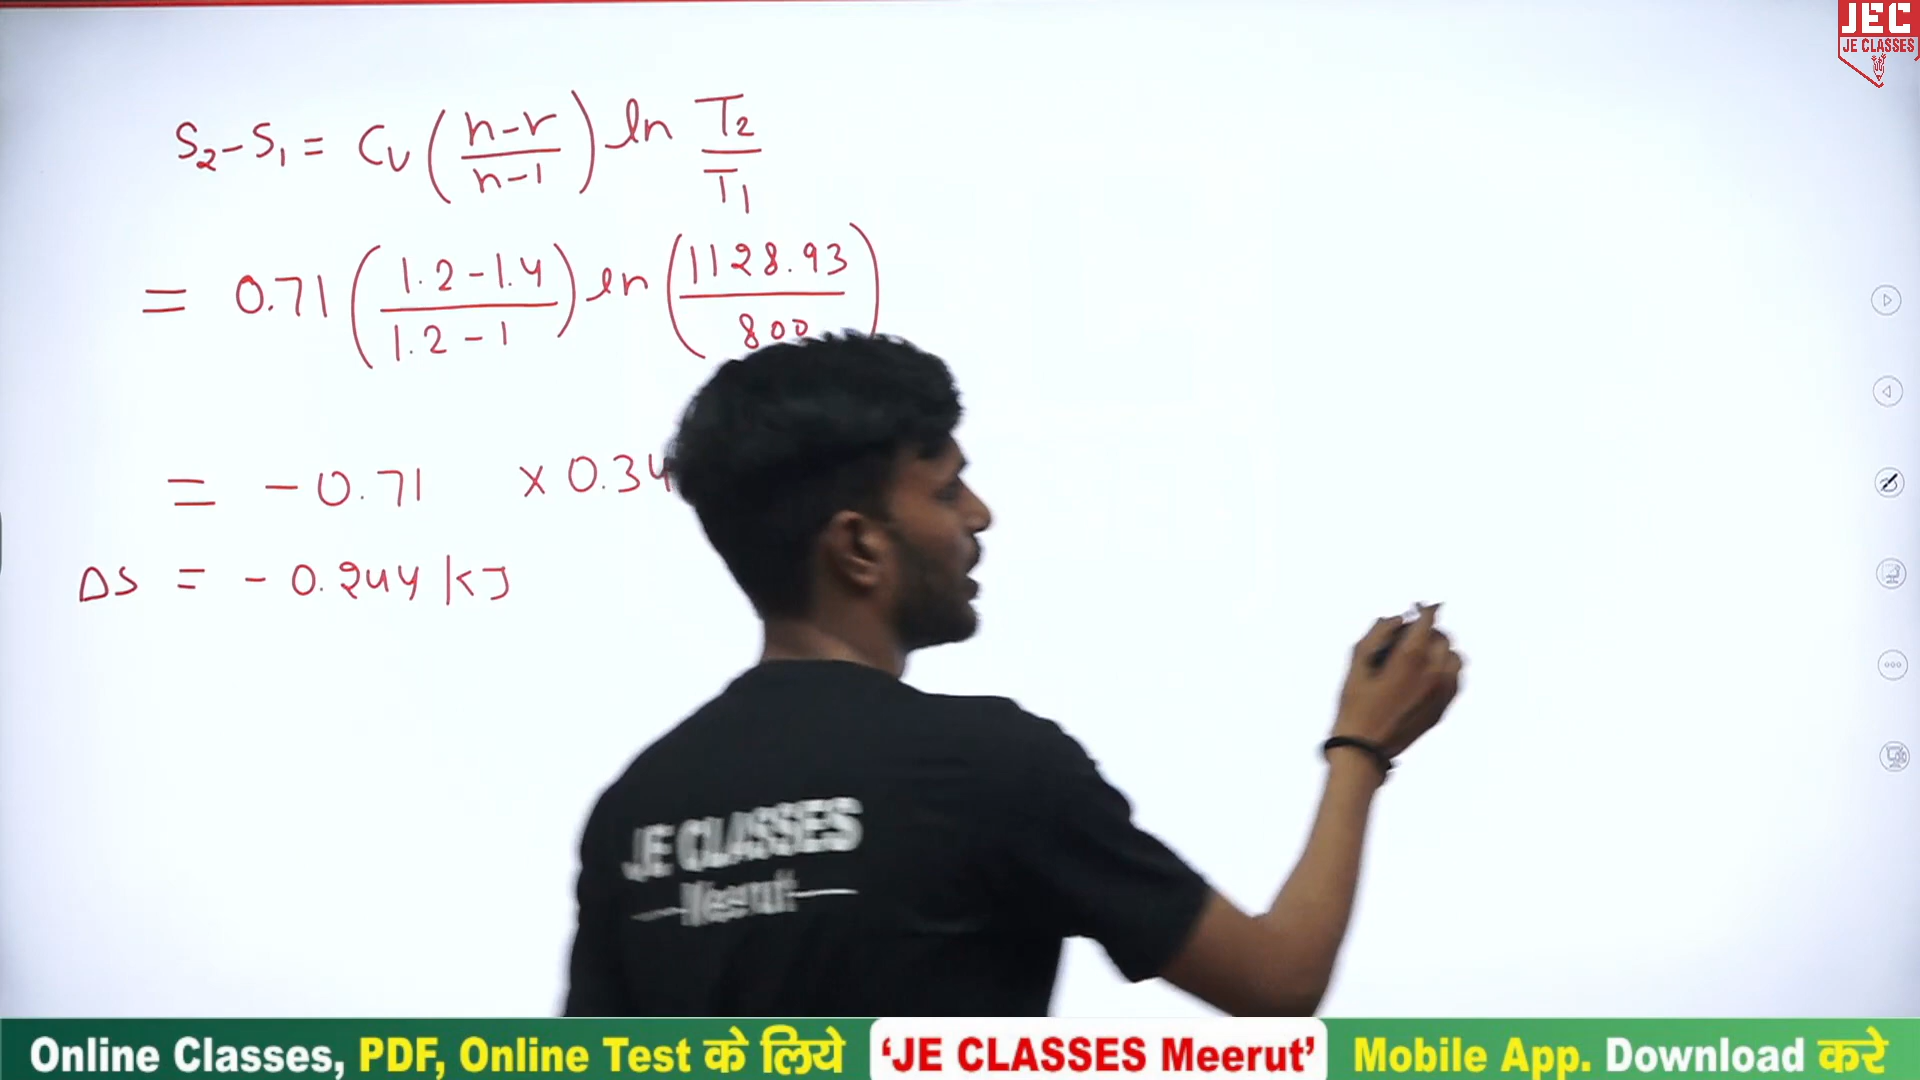 JEC
JE CLASSES
S₂-S₁ = Cv (n-r / n-1) ln T₂ / T₁
= 0.71 (1.2-1.4 / 1.2-1) ln (1128.93 / 800)
= -0.71 × 0.34
ΔS = -0.244 KJ
JE CLASSES
Meerut
Online Classes, PDF, Online Test के लिये 'JE CLASSES Meerut' Mobile App. Download करे